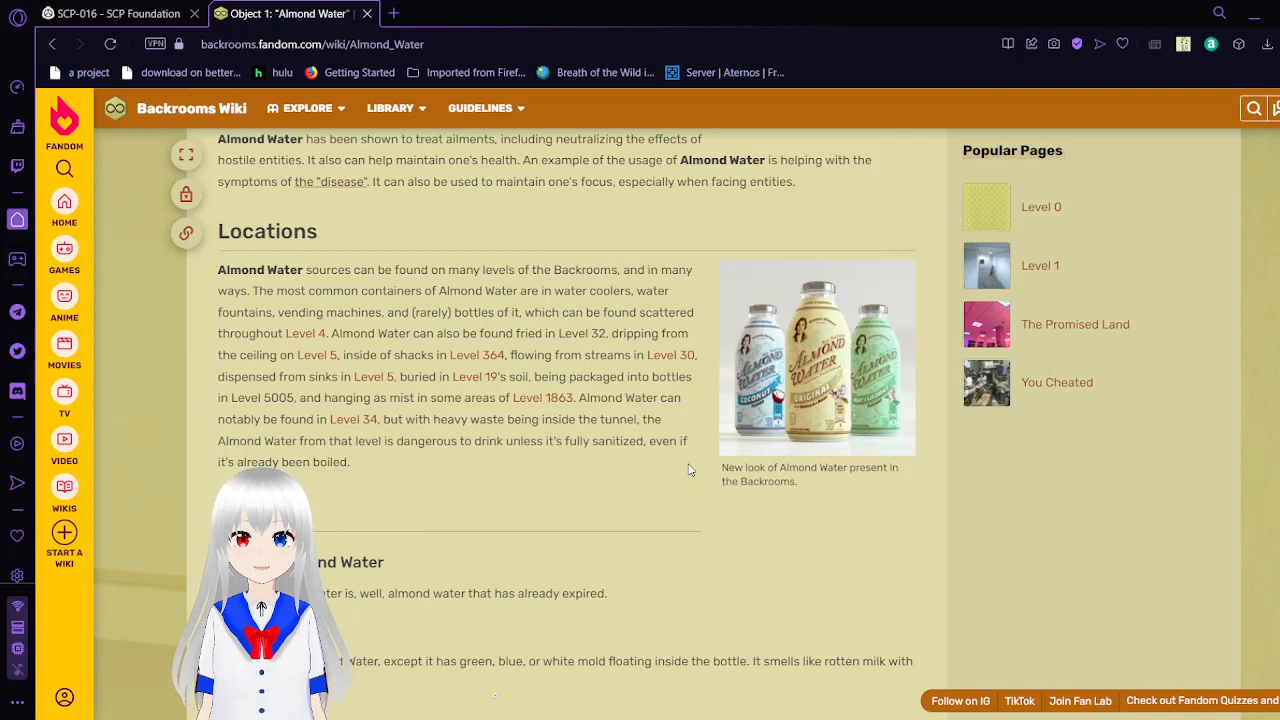 SCP-016 - SCP Foundation
Object 1: "Almond Water"
VPN
backrooms.fandom.com/wiki/Almond_Water
a project
download on better...
hulu
Getting Started
Imported from Firef...
Breath of the Wild i...
Server | Aternos | Fr...
FANDOM
HOME
GAMES
ANIME
MOVIES
TV
VIDEO
WIKIS
START A
WIKI
Backrooms Wiki
EXPLORE
LIBRARY
GUIDELINES
Almond Water has been shown to treat ailments, including neutralizing the effects of
hostile entities. It also can help maintain one's health. An example of the usage of Almond Water is helping with the
symptoms of the "disease". It can also be used to maintain one's focus, especially when facing entities.
Locations
Almond Water sources can be found on many levels of the Backrooms, and in many
ways. The most common containers of Almond Water are in water coolers, water
fountains, vending machines, and (rarely) bottles of it, which can be found scattered
throughout Level 4. Almond Water can also be found fried in Level 32, dripping from
the ceiling on Level 5, inside of shacks in Level 364, flowing from streams in Level 30,
dispensed from sinks in Level 5, buried in Level 19's soil, being packaged into bottles
in Level 5005, and hanging as mist in some areas of Level 1863. Almond Water can
notably be found in Level 34, but with heavy waste being inside the tunnel, the
Almond Water from that level is dangerous to drink unless it's fully sanitized, even if
it's already been boiled.
ALMOND
WATER
COCONUT
ALMOND
WATER
ORIGINAL
ALMOND
WATER
New look of Almond Water present in
the Backrooms.
nd Water
ter is, well, almond water that has already expired.
d Water, except it has green, blue, or white mold floating inside the bottle. It smells like rotten milk with
Popular Pages
Level 0
Level 1
The Promised Land
You Cheated
Follow on IG
TikTok
Join Fan Lab
Check out Fandom Quizzes and